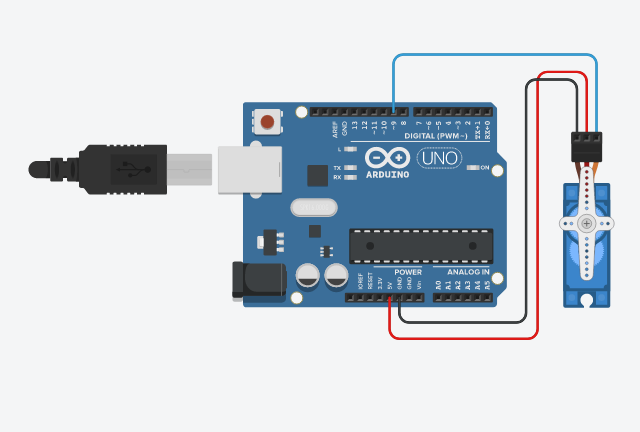 AREF
GND
13
12
~11
~10
~9
8
7
~6
~5
4
~3
2
TX→1
RX←0
DIGITAL (PWM~)
L
TX
RX
ARDUINO
UNO
ON
POWER
ANALOG IN
IOREF
RESET
3.3V
5V
GND
GND
Vin
A0
A1
A2
A3
A4
A5